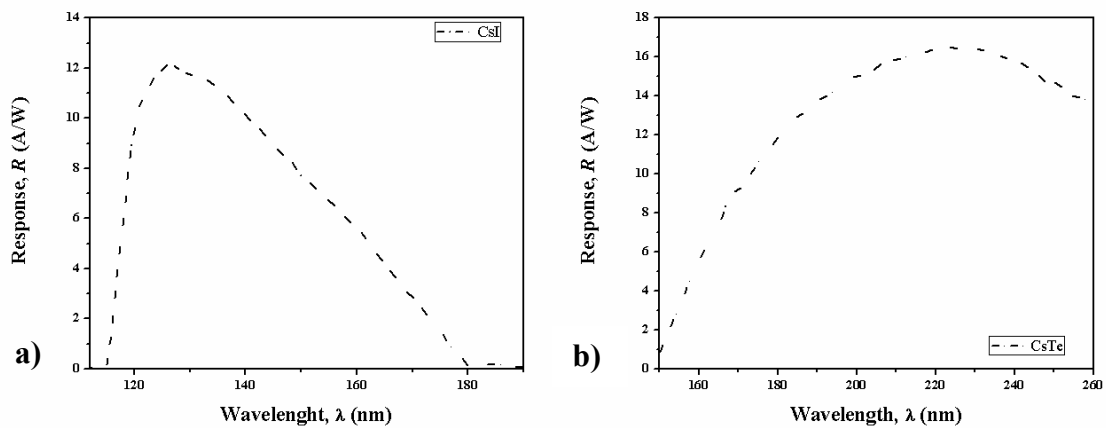 14
12
10
8
6
4
2
0
120 140 160 180
Response, R (A/W)
Wavelenght, λ (nm)
CsI
a)
18
16
14
12
10
8
6
4
2
0
160 180 200 220 240 260
Response, R (A/W)
Wavelength, λ (nm)
CsTe
b)